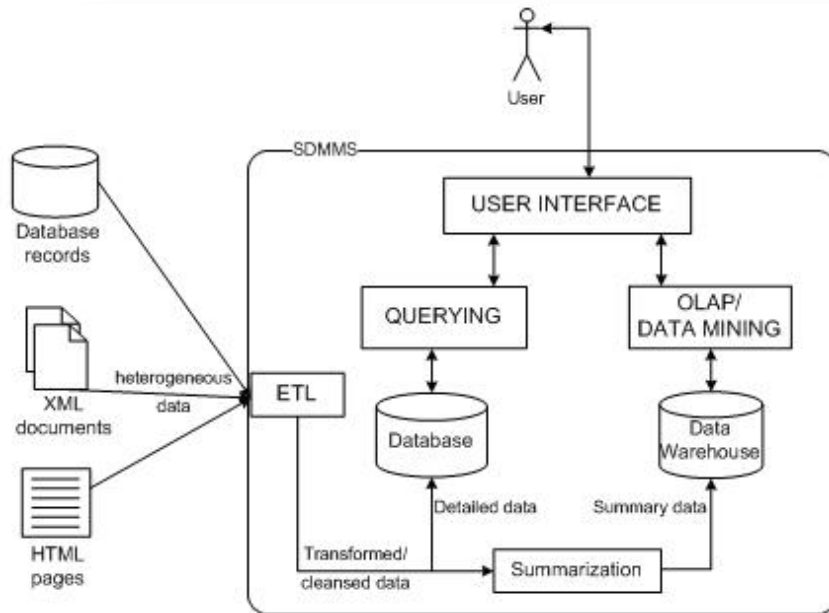 User
SDMMS
USER INTERFACE
Database
records
QUERYING
OLAP/
DATA MINING
heterogeneous
data
XML
documents
ETL
Database
Data
Warehouse
Detailed data
Summary data
HTML
pages
Transformed/
cleansed data
Summarization